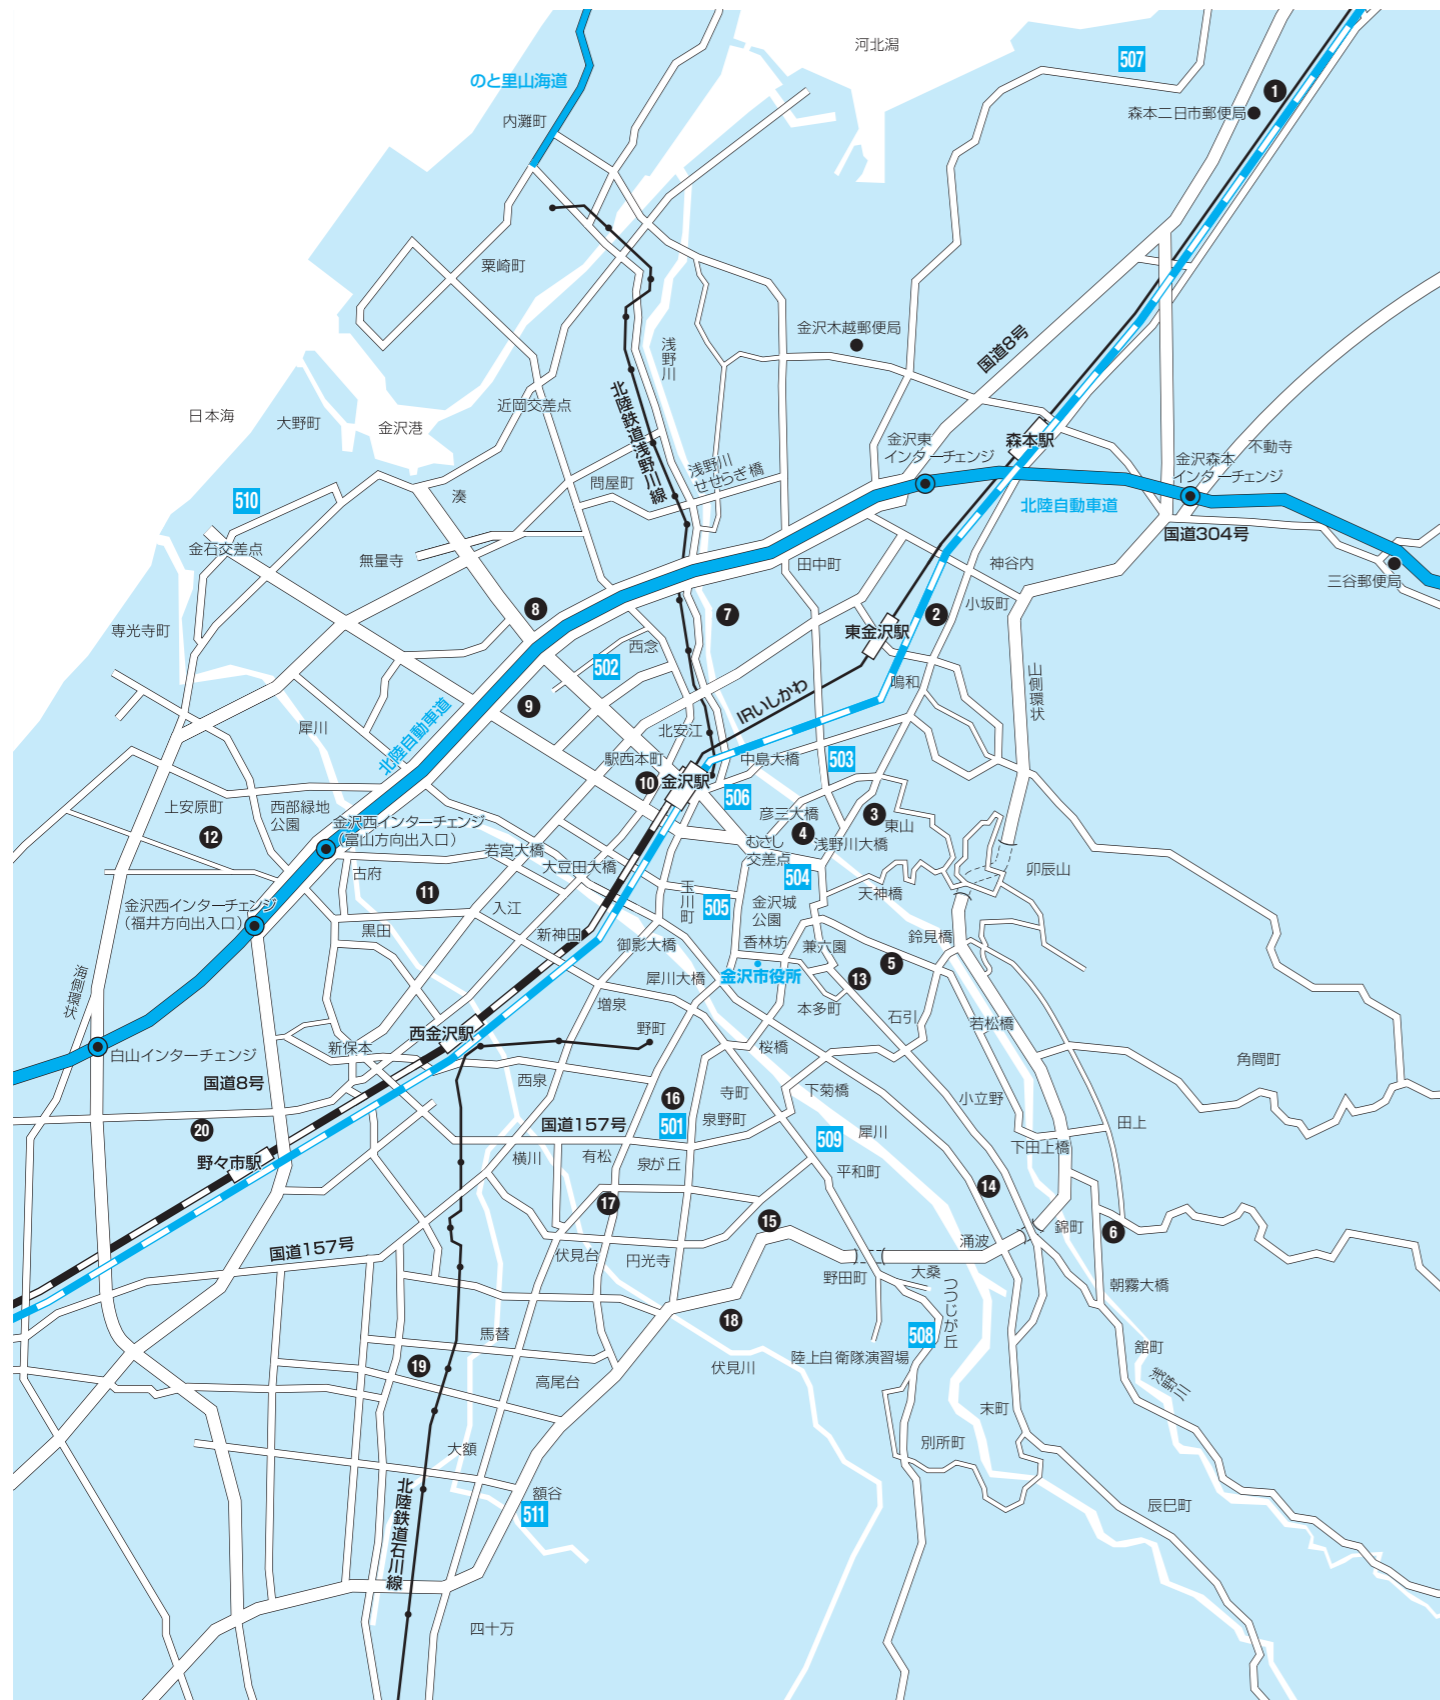 河北潟
507
のと里山海道
1
森本二日市郵便局
内灘町
粟崎町
金沢木越郵便局
国道8号
浅野川
北陸鉄道浅野川線
近岡交差点
日本海
大野町
金沢港
金沢東
インターチェンジ
森本駅
金沢森本
インターチェンジ
不動寺
浅野川
せせらぎ橋
問屋町
510
湊
北陸自動車道
国道304号
金石交差点
無量寺
田中町
神谷内
三谷郵便局
8
7
2
小坂町
専光寺町
東金沢駅
西念
502
鳴和
山側環状
IRいしかわ
9
犀川
北陸自動車道
北安江
駅西本町
中島大橋
503
10
金沢駅
506
上安原町
西部緑地
公園
彦三大橋
3
東山
金沢西インターチェンジ
(富山方向出入口)
12
4
浅野川大橋
むさし
交差点
若宮大橋
大豆田大橋
504
卯辰山
古府
11
玉川町
天神橋
金沢西インターチェンジ
(福井方向出入口)
入江
505
金沢城
公園
黒田
新神田
御影大橋
香林坊
兼六園
鈴見橋
5
金沢市役所
犀川大橋
13
海側環状
増泉
本多町
石引
若松橋
西金沢駅
野町
白山インターチェンジ
新保本
桜橋
角間町
国道8号
西泉
寺町
下菊橋
小立野
16
501
泉野町
20
国道157号
509
犀川
田上
野々市駅
横川
有松
泉が丘
平和町
下田上橋
17
14
15
錦町
6
国道157号
伏見台
円光寺
涌波
野田町
大桑
朝霧大橋
つつじが丘
18
508
馬替
舘町
伏見川
陸上自衛隊演習場
19
高尾台
浅野川
末町
別所町
大額
額谷
511
北陸鉄道石川線
辰巳町
四十万